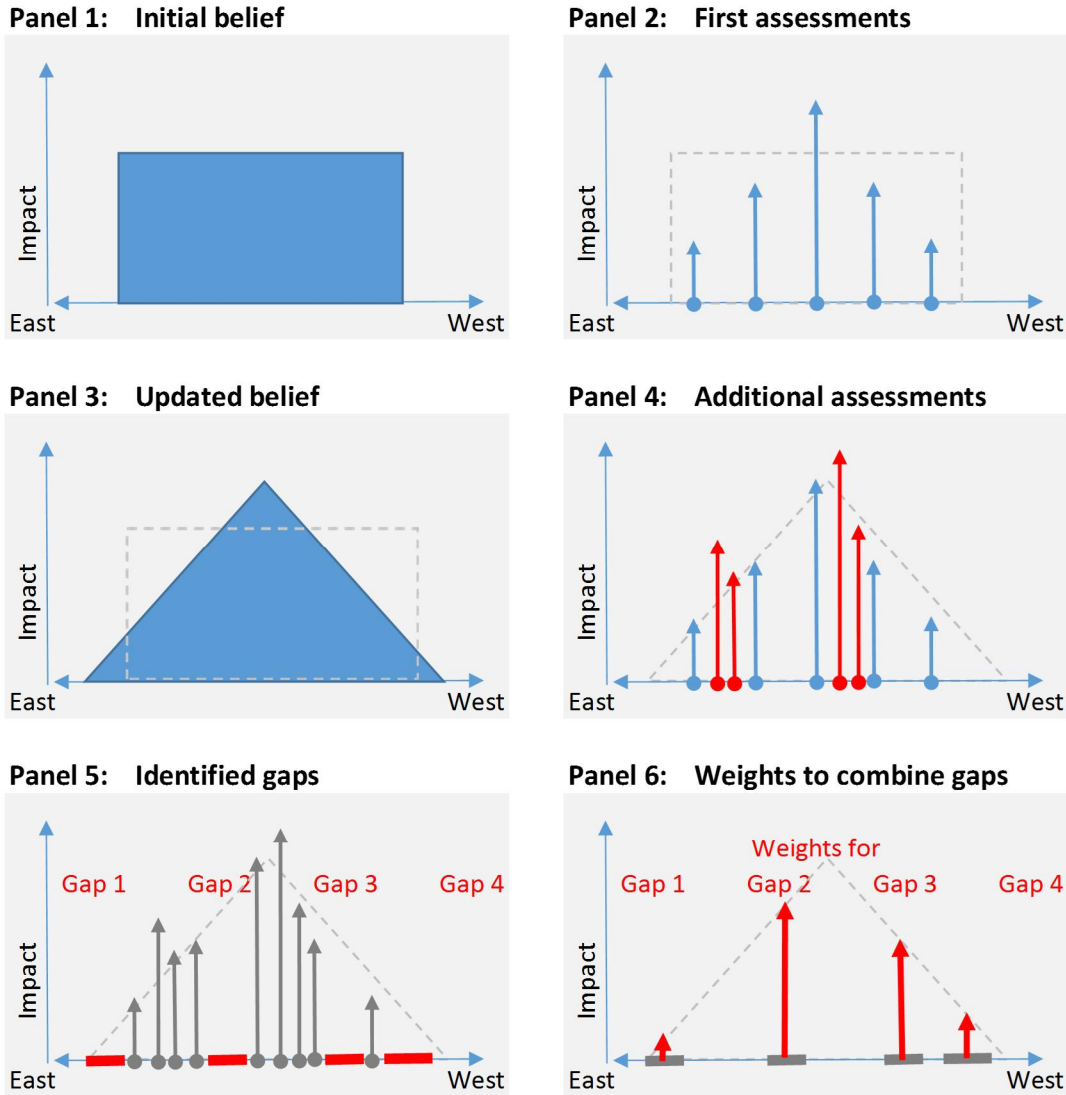 Panel 1: Initial belief
Impact
East
West
Panel 2: First assessments
Impact
East
West
Panel 3: Updated belief
Impact
East
West
Panel 4: Additional assessments
Impact
East
West
Panel 5: Identified gaps
Gap 1
Gap 2
Gap 3
Gap 4
Impact
East
West
Panel 6: Weights to combine gaps
Weights for
Gap 1
Gap 2
Gap 3
Gap 4
Impact
East
West